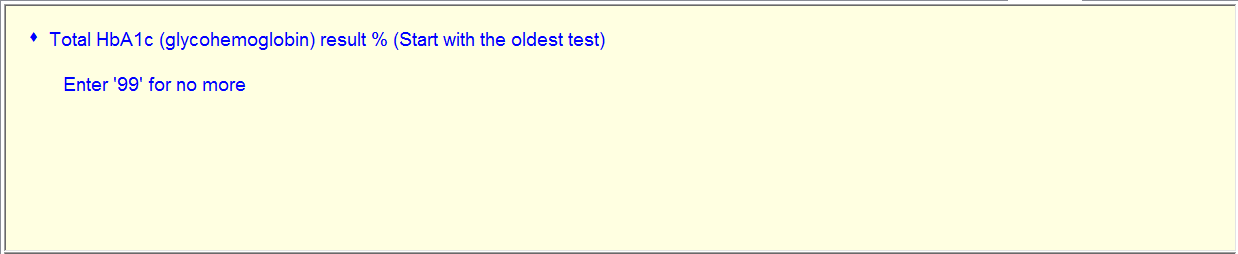 ♦ Total HbA1c (glycohemoglobin) result % (Start with the oldest test)
Enter '99' for no more